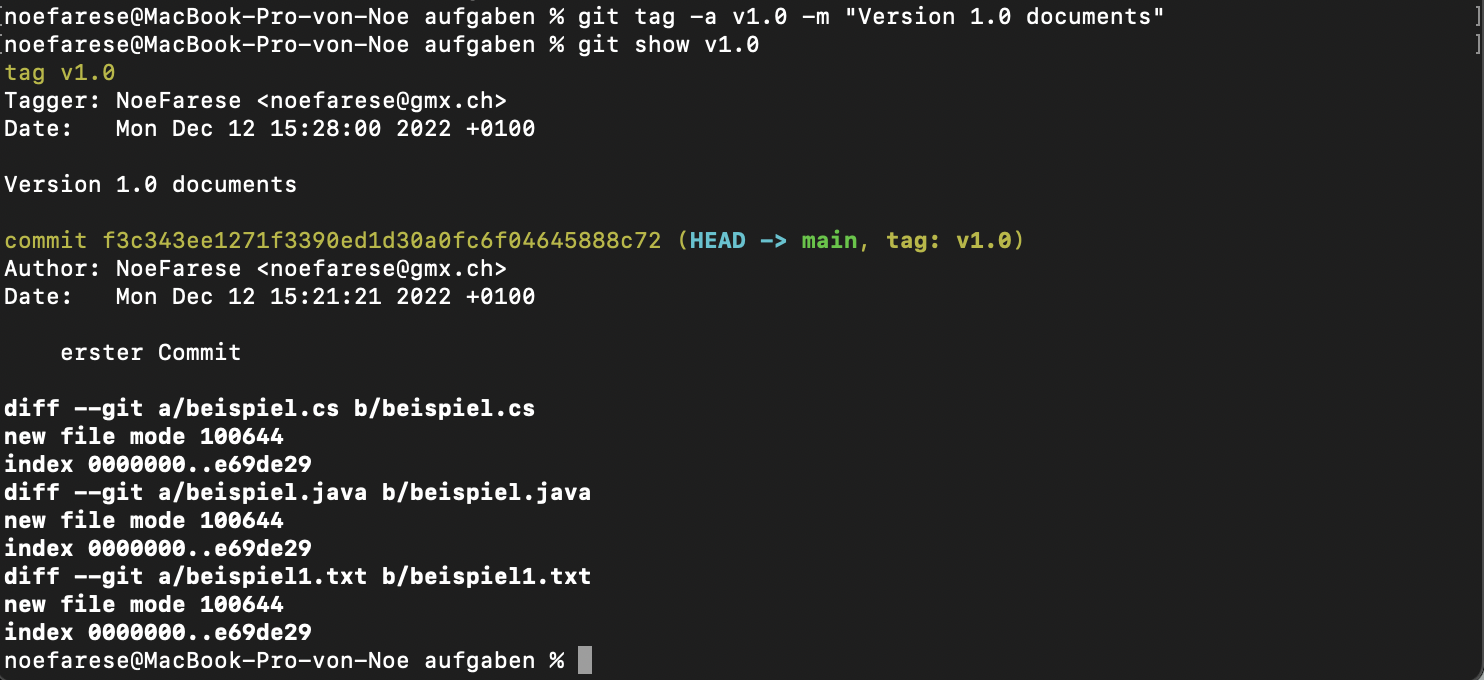 [noefarese@MacBook-Pro-von-Noe aufgaben % git tag -a v1.0 -m "Version 1.0 documents" ]
[noefarese@MacBook-Pro-von-Noe aufgaben % git show v1.0 ]
tag v1.0
Tagger: NoeFarese <noefarese@gmx.ch>
Date:   Mon Dec 12 15:28:00 2022 +0100

Version 1.0 documents

commit f3c343ee1271f3390ed1d30a0fc6f04645888c72 (HEAD -> main, tag: v1.0)
Author: NoeFarese <noefarese@gmx.ch>
Date:   Mon Dec 12 15:21:21 2022 +0100

    erster Commit

diff --git a/beispiel.cs b/beispiel.cs
new file mode 100644
index 0000000..e69de29
diff --git a/beispiel.java b/beispiel.java
new file mode 100644
index 0000000..e69de29
diff --git a/beispiel1.txt b/beispiel1.txt
new file mode 100644
index 0000000..e69de29
noefarese@MacBook-Pro-von-Noe aufgaben %